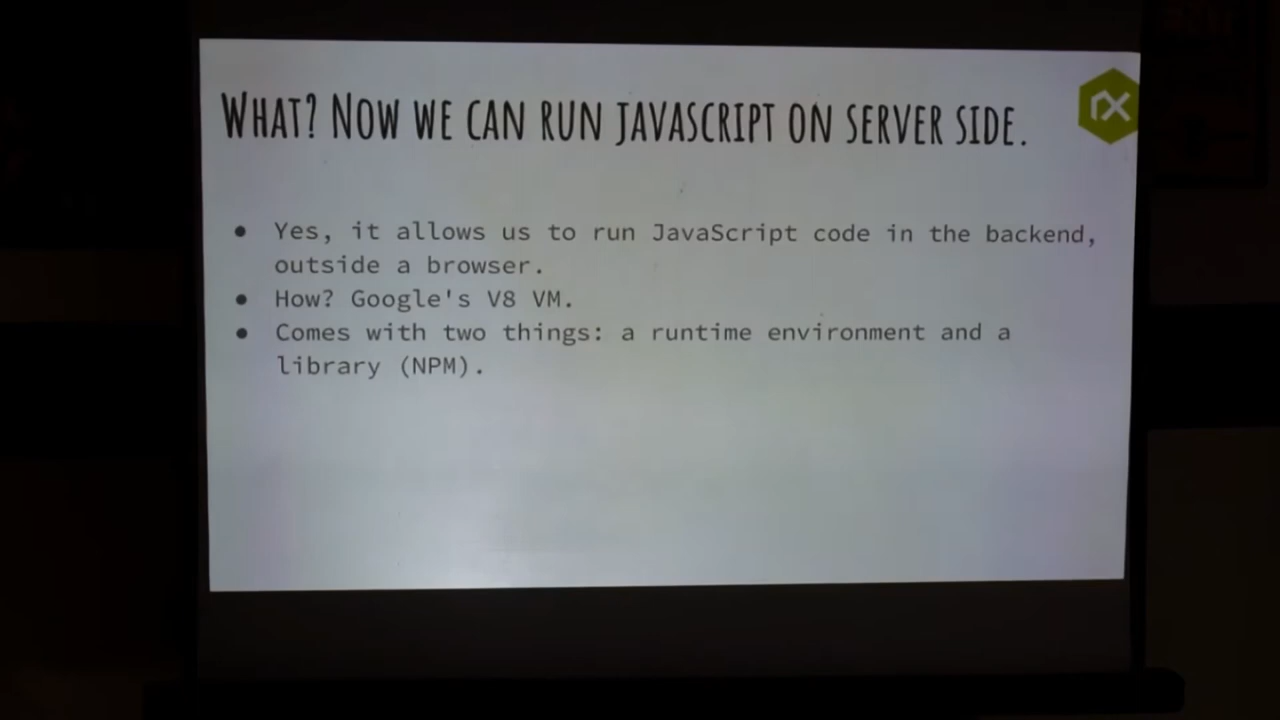 WHAT? NOW WE CAN RUN JAVASCRIPT ON SERVER SIDE.
rx
● Yes, it allows us to run JavaScript code in the backend,
outside a browser.
● How? Google's V8 VM.
● Comes with two things: a runtime environment and a
library (NPM).